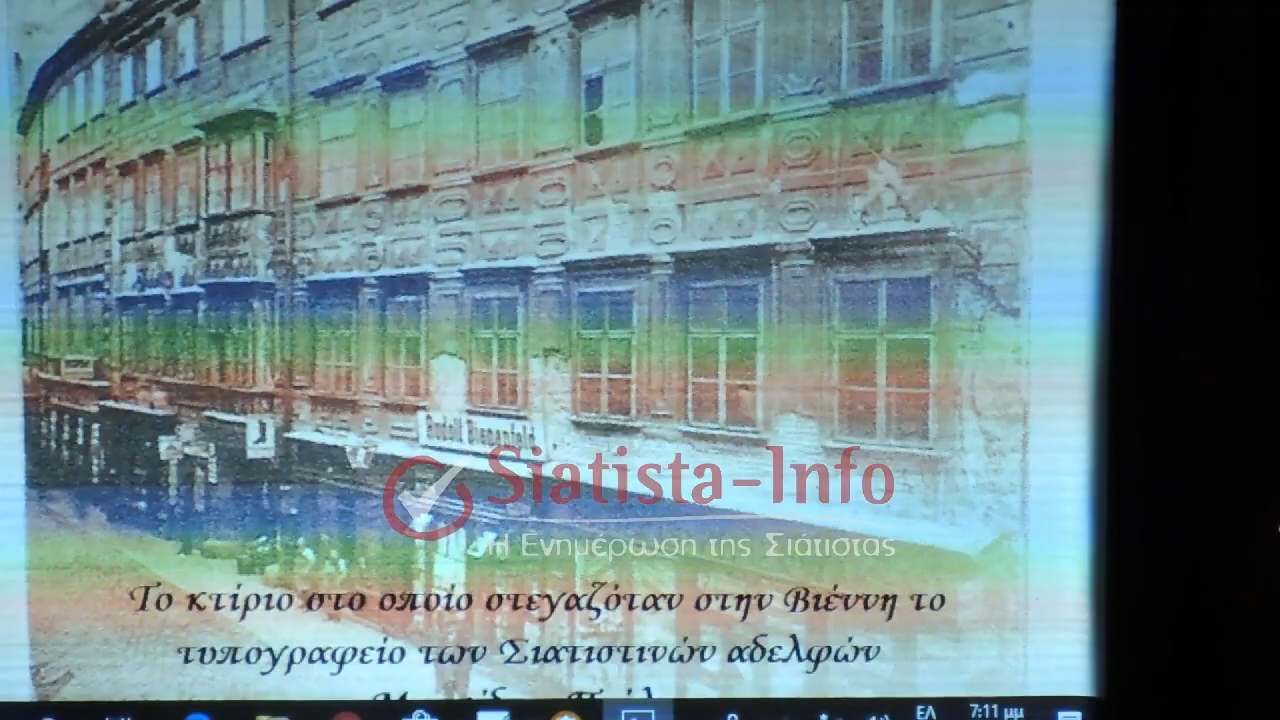 Rudolf Bienenfeld
Siatista-Info
Η Ενημέρωση της Σιάτιστας
Το κτίριο στο οποίο στεγαζόταν στην Βιέννη το
τυπογραφείο των Σιατιστινών αδελφών
ΕΛ
7:11 μμ